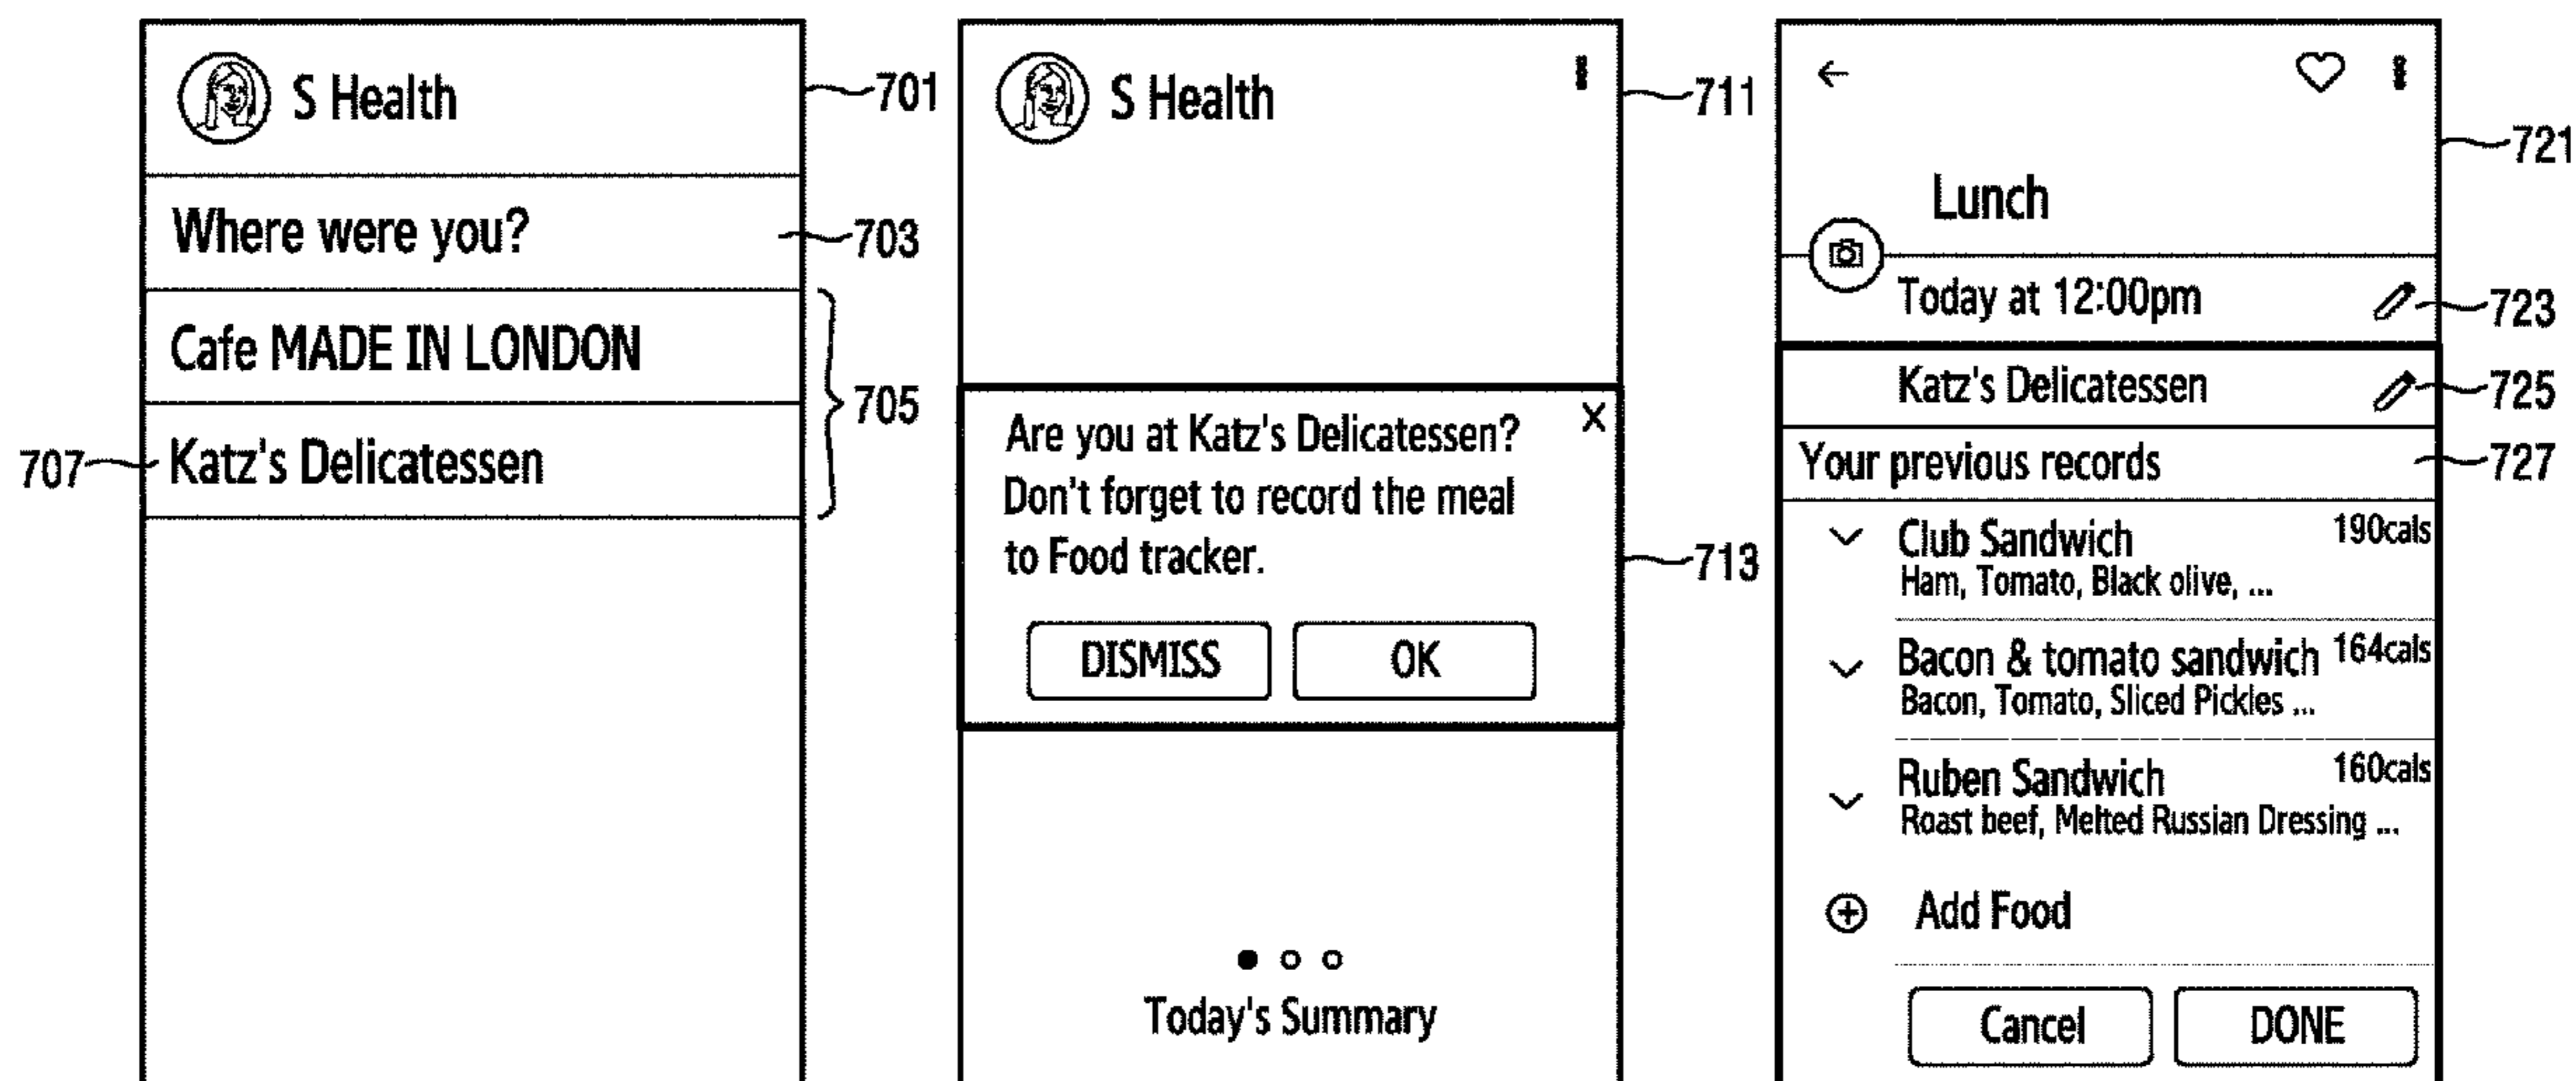 S Health
701
Where were you?
703
Cafe MADE IN LONDON
705
707
Katz's Delicatessen
S Health
711
Are you at Katz's Delicatessen?
X
Don't forget to record the meal
to Food tracker.
713
DISMISS
OK
Today's Summary
721
Lunch
Today at 12:00pm
723
Katz's Delicatessen
725
Your previous records
727
Club Sandwich
190cals
Ham, Tomato, Black olive, ...
Bacon & tomato sandwich
164cals
Bacon, Tomato, Sliced Pickles ...
Ruben Sandwich
160cals
Roast beef, Melted Russian Dressing ...
Add Food
Cancel
DONE